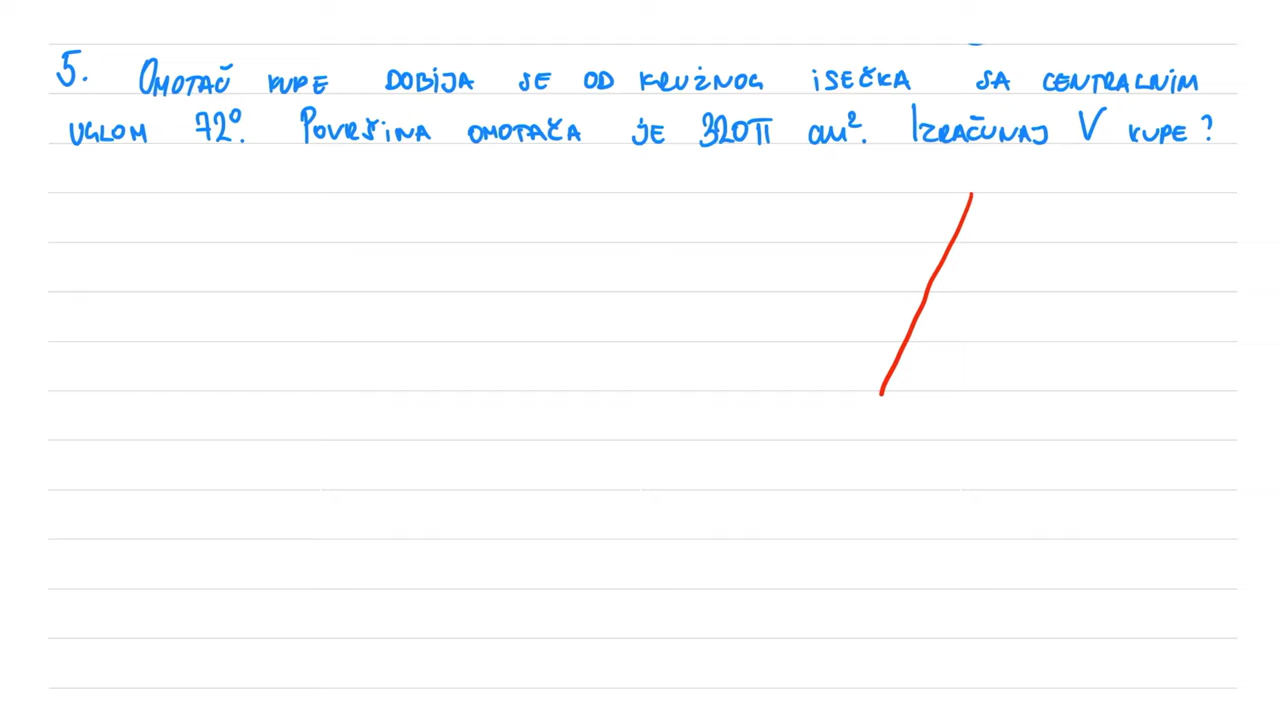 5. Omotač kupe dobija se od kružnog isečka sa centralnim
uglom 72°. Površina omotača je 320π cm². Izračunaj V kupe?